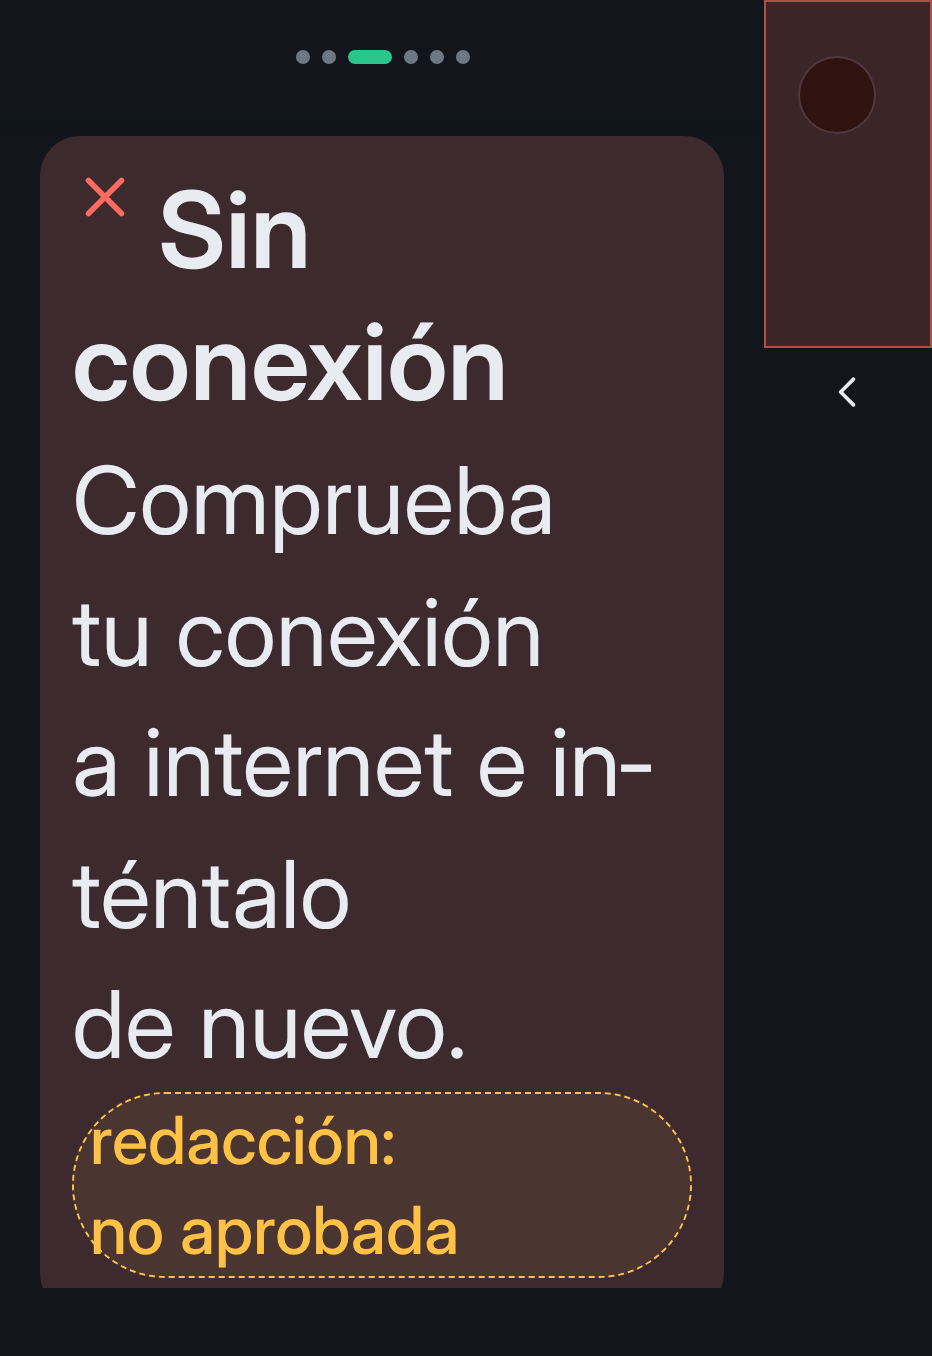 Sin
conexión
Comprueba
tu conexión
a internet e in-
téntalo
de nuevo.
redacción:
no aprobada